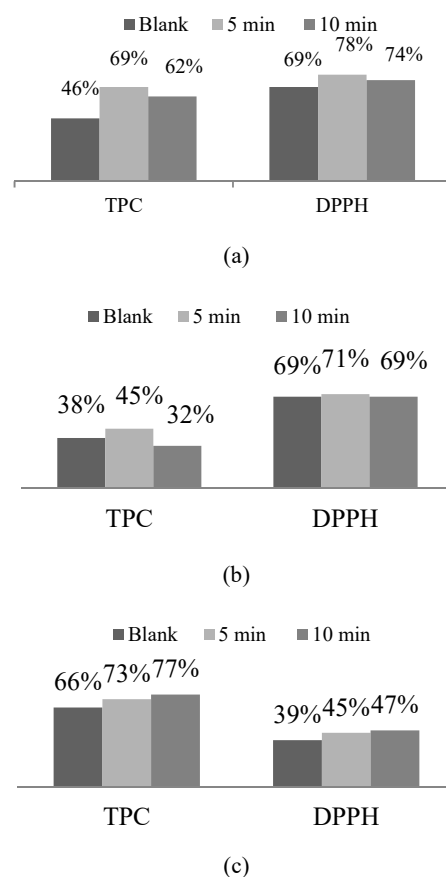 Blank 5 min 10 min
46% 69% 62% 69% 78% 74%
TPC DPPH
(a)
Blank 5 min 10 min
38% 45% 32% 69% 71% 69%
TPC DPPH
(b)
Blank 5 min 10 min
66% 73% 77% 39% 45% 47%
TPC DPPH
(c)